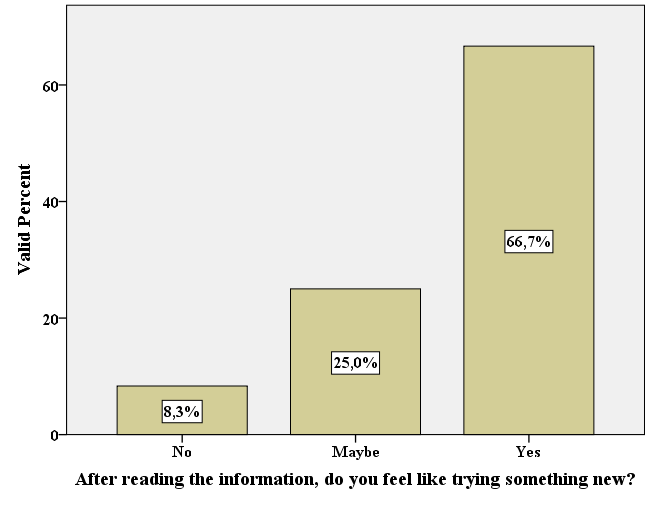 Valid Percent
60
40
20
0
66,7%
25,0%
8,3%
No
Maybe
Yes
After reading the information, do you feel like trying something new?